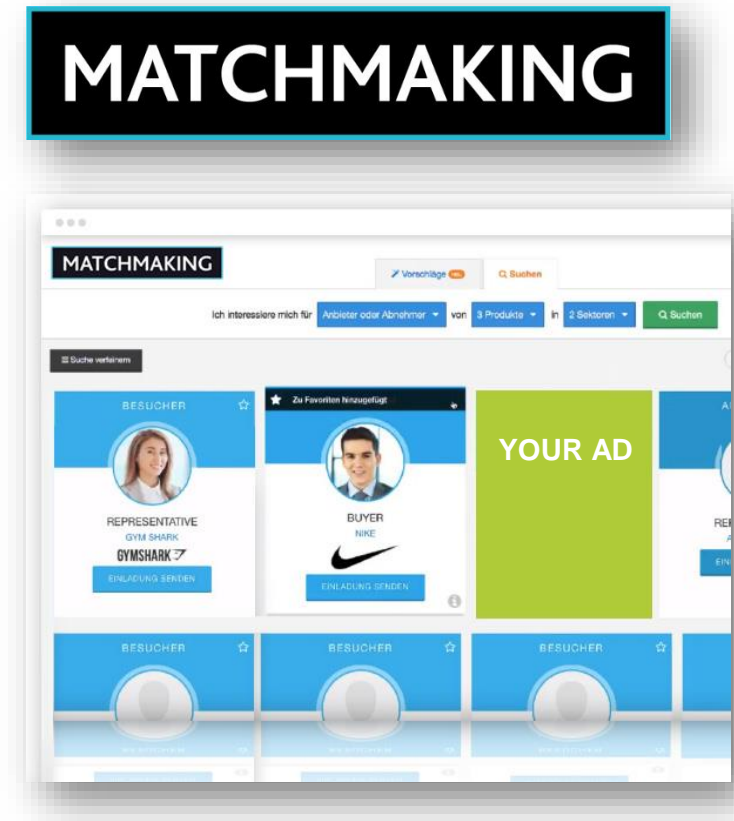 MATCHMAKING
MATCHMAKING
Vorschläge
Suchen
Ich interessiere mich für Anbieter oder Abnehmer von 3 Produkte in 2 Sektoren Suchen
Suche verfeinern
BESUCHER
Zu Favoriten hinzugefügt
YOUR AD
REPRESENTATIVE
GYM SHARK
GYMSHARK
EINLADUNG SENDEN
BUYER
NIKE
EINLADUNG SENDEN
BESUCHER
BESUCHER
BESUCHER